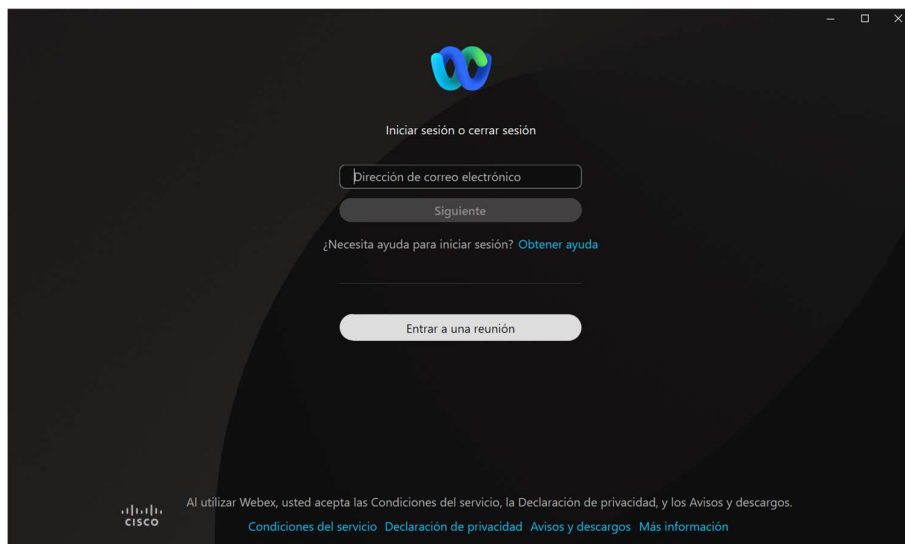 Iniciar sesión o cerrar sesión
Dirección de correo electrónico
Siguiente
¿Necesita ayuda para iniciar sesión? Obtener ayuda
Entrar a una reunión
Al utilizar Webex, usted acepta las Condiciones del servicio, la Declaración de privacidad, y los Avisos y descargos.
CISCO
Condiciones del servicio Declaración de privacidad Avisos y descargos Más información